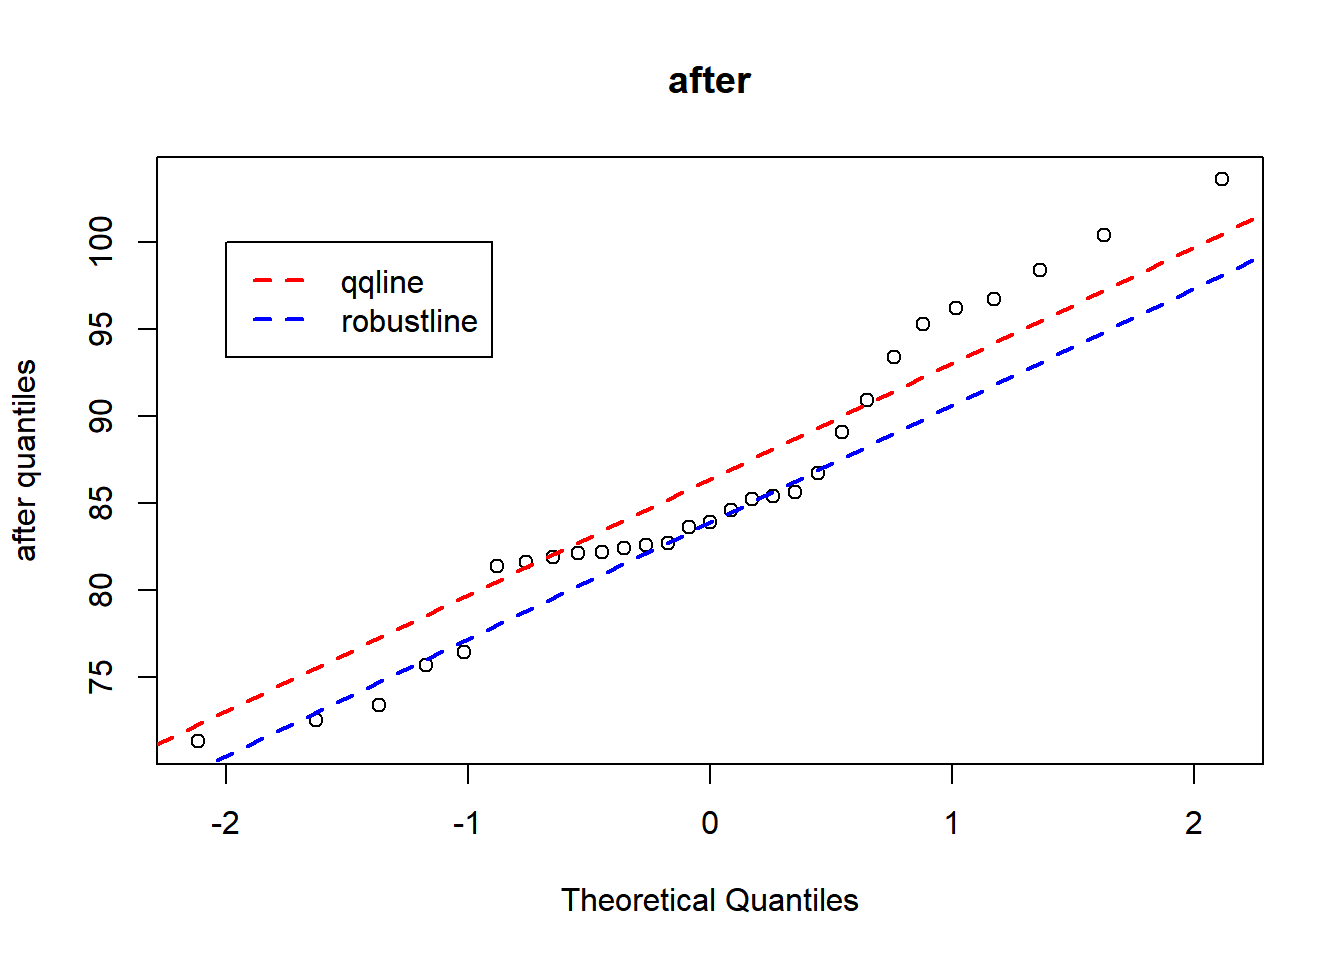 after
after quantiles
100
95
90
85
80
75
qqline
robustline
-2
-1
0
1
2
Theoretical Quantiles